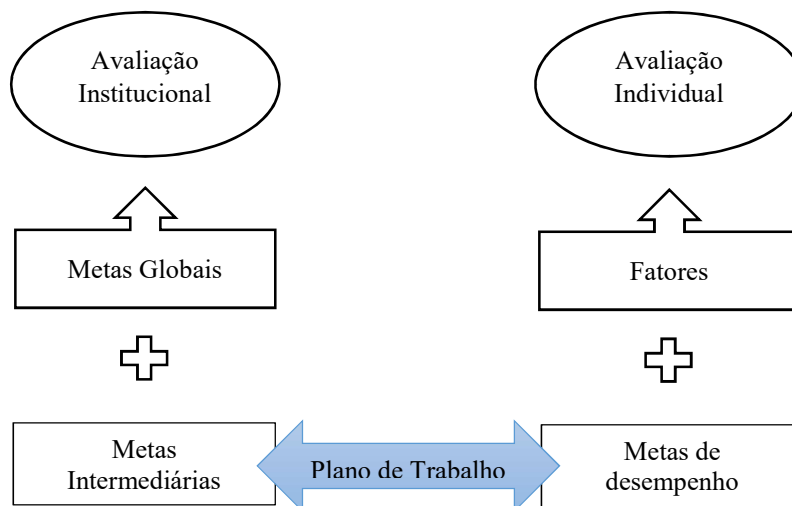 Avaliação
Institucional
Avaliação
Individual
Metas Globais
Fatores
Metas
Intermediárias
Plano de Trabalho
Metas de
desempenho